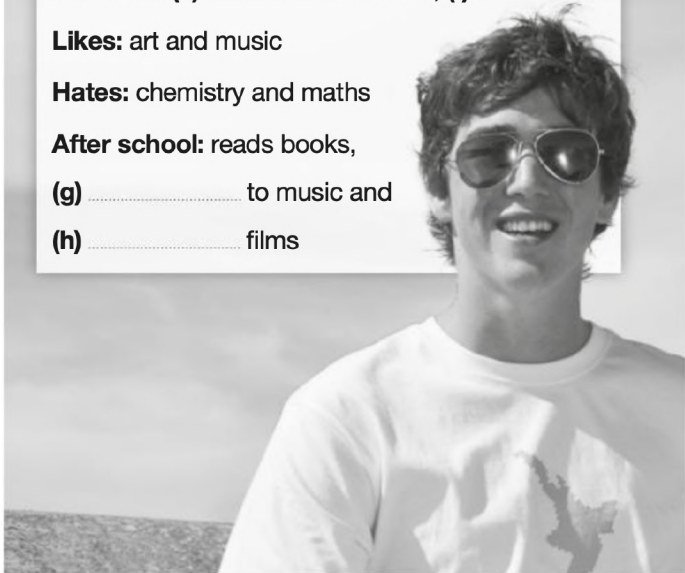 Likes: art and music
Hates: chemistry and maths
After school: reads books,
(g) ........................ to music and
(h) ........................ films